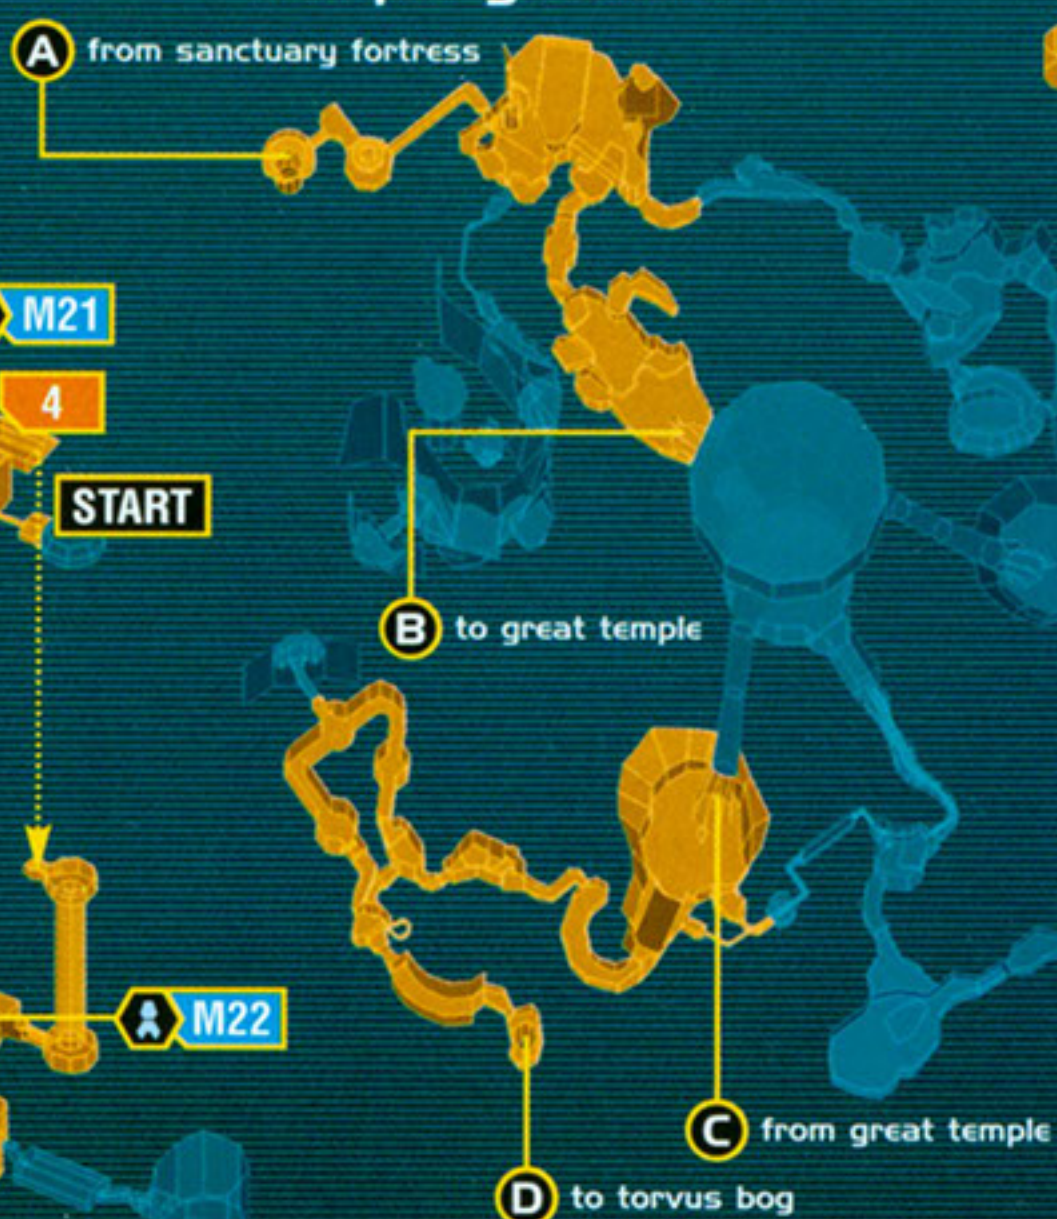 A from sanctuary fortress
M21
4
START
B to great temple
M22
C from great temple
D to torvus bog